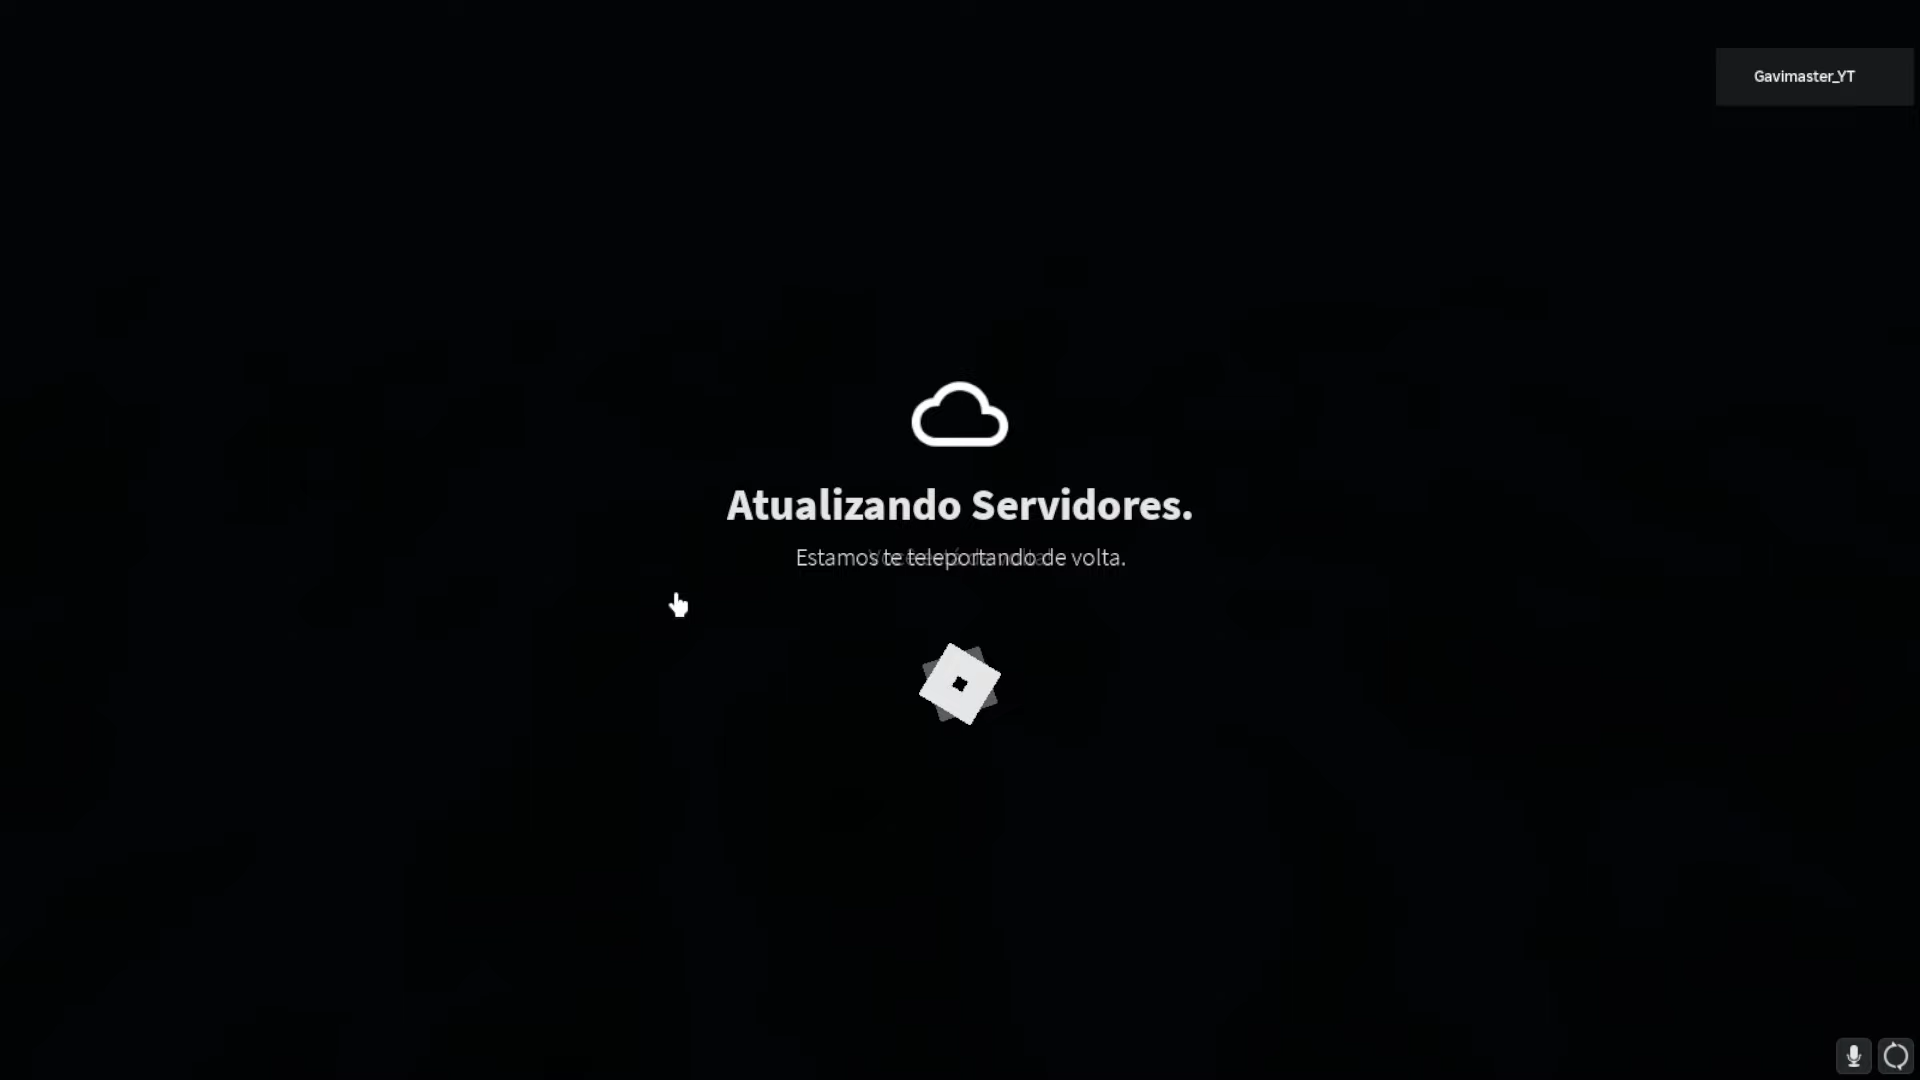 Gavimaster_YT
Atualizando Servidores.
Estamos te teleportando de volta.